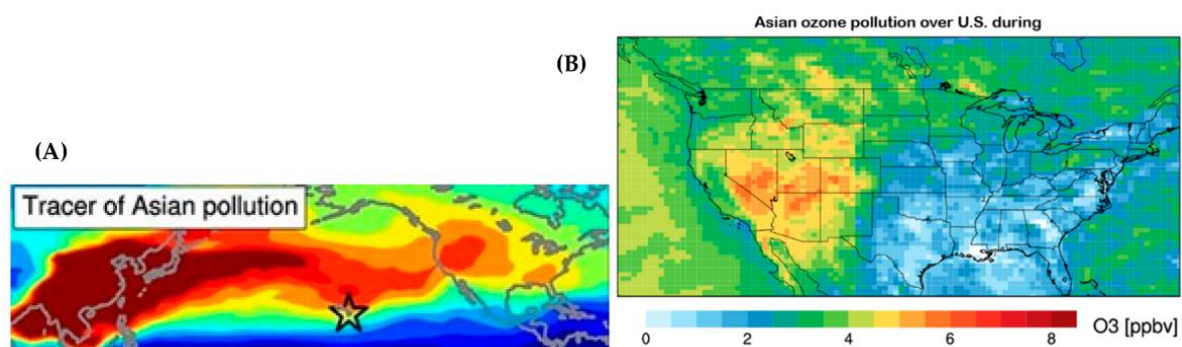 Asian ozone pollution over U.S. during
(B)
(A)
Tracer of Asian pollution
0 2 4 6 8 O3 [ppbv]